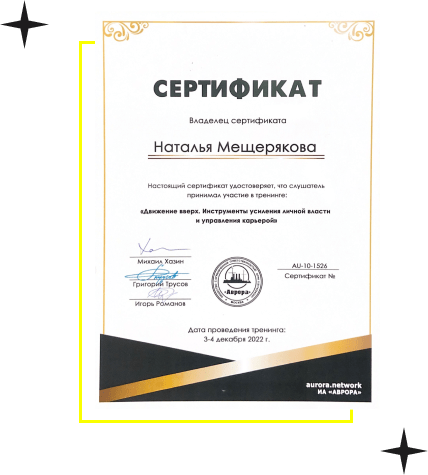 СЕРТИФИКАТ
Владелец сертификата
Наталья Мещерякова
Настоящий сертификат удостоверяет, что слушатель
принимал участие в тренинге:
«Движение вверх. Инструменты усиления личной власти
и управления карьерой»
Михаил Хазин
Григорий Трусов
Игорь Романов
«Аврора»
МОСКВА
AU-10-1526
Сертификат №
Дата проведения тренинга:
3-4 декабря 2022 г.
aurora.network
ИА «АВРОРА»